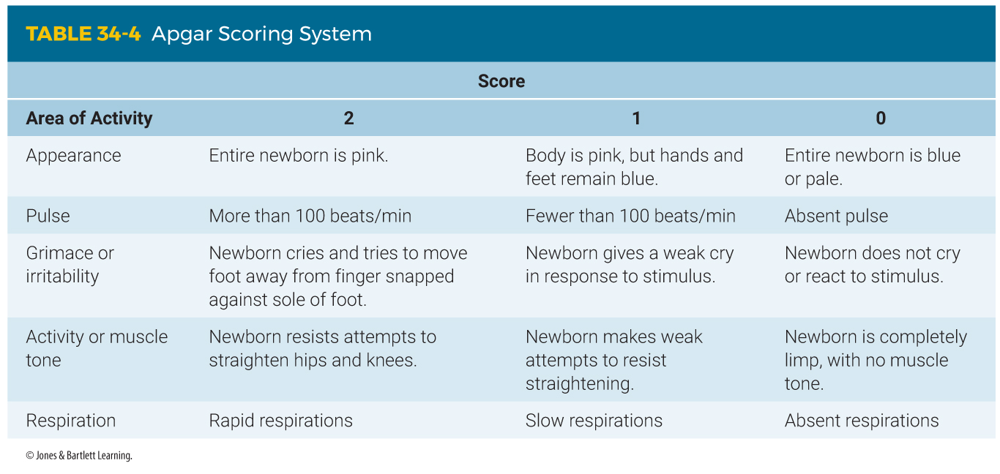 TABLE 34-4 Apgar Scoring System
Score
Area of Activity 2 1 0
Appearance Entire newborn is pink. Body is pink, but hands and Entire newborn is blue
feet remain blue. or pale.
Pulse More than 100 beats/min Fewer than 100 beats/min Absent pulse
Grimace or Newborn cries and tries to move Newborn gives a weak cry Newborn does not cry
irritability foot away from finger snapped in response to stimulus. or react to stimulus.
against sole of foot.
Activity or muscle Newborn resists attempts to Newborn makes weak Newborn is completely
tone straighten hips and knees. attempts to resist limp, with no muscle
straightening. tone.
Respiration Rapid respirations Slow respirations Absent respirations
© Jones & Bartlett Learning.